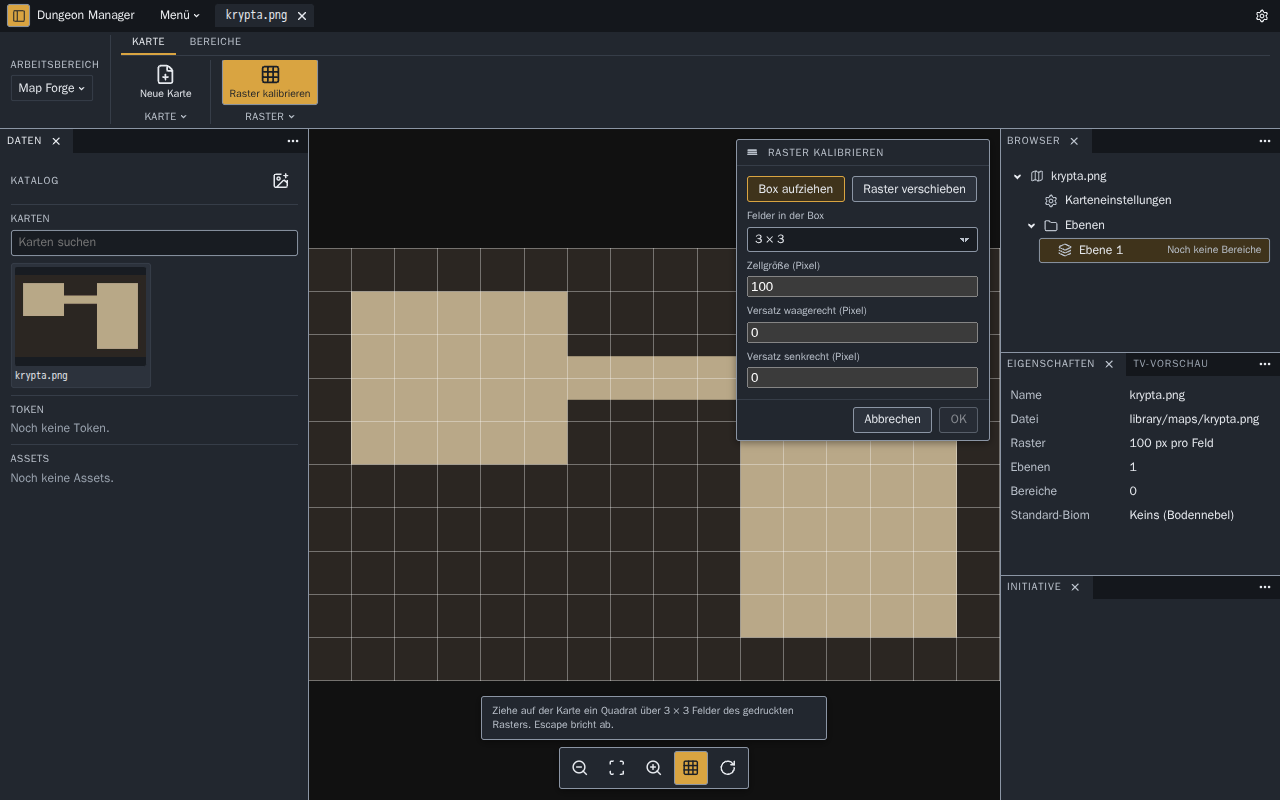 Dungeon Manager
Menü
krypta.png
KARTE
BEREICHE
ARBEITSBEREICH
Map Forge
Neue Karte
KARTE
Raster kalibrieren
RASTER
DATEN
KATALOG
KARTEN
Karten suchen
krypta.png
TOKEN
Noch keine Token.
ASSETS
Noch keine Assets.
RASTER KALIBRIEREN
Box aufziehen
Raster verschieben
Felder in der Box
3 × 3
Zellgröße (Pixel)
100
Versatz waagerecht (Pixel)
0
Versatz senkrecht (Pixel)
0
Abbrechen
OK
Ziehe auf der Karte ein Quadrat über 3 × 3 Felder des gedruckten
Rasters. Escape bricht ab.
BROWSER
krypta.png
Karteneinstellungen
Ebenen
Ebene 1
Noch keine Bereiche
EIGENSCHAFTEN
TV-VORSCHAU
Name krypta.png
Datei library/maps/krypta.png
Raster 100 px pro Feld
Ebenen 1
Bereiche 0
Standard-Biom Keins (Bodennebel)
INITIATIVE